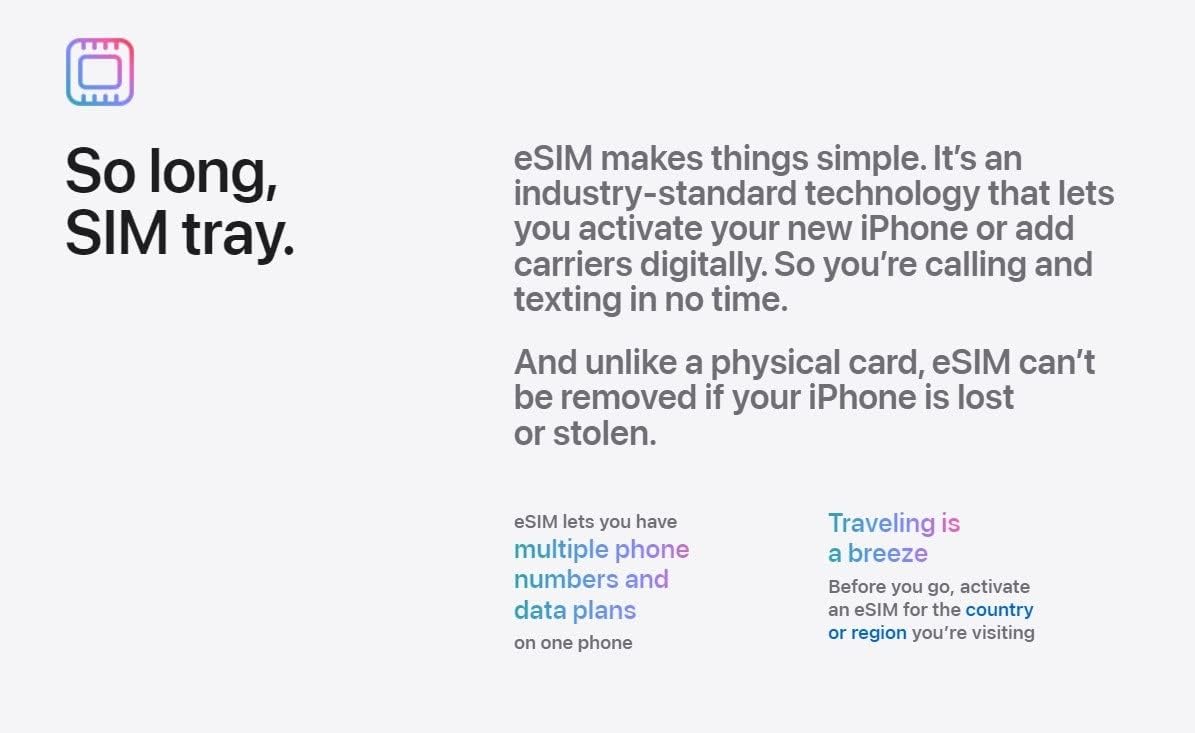 So long,
SIM tray.
eSIM makes things simple. It’s an
industry-standard technology that lets
you activate your new iPhone or add
carriers digitally. So you’re calling and
texting in no time.
And unlike a physical card, eSIM can’t
be removed if your iPhone is lost
or stolen.
eSIM lets you have
multiple phone
numbers and
data plans
on one phone
Traveling is
a breeze
Before you go, activate
an eSIM for the country
or region you’re visiting